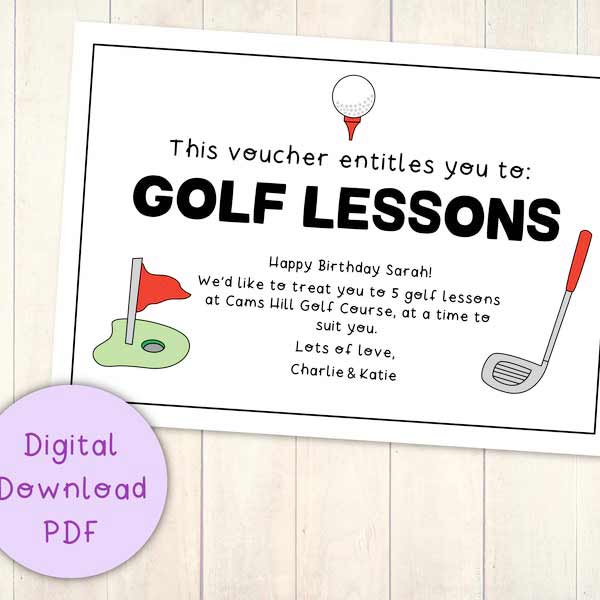 This voucher entitles you to:
GOLF LESSONS
Happy Birthday Sarah!
We'd like to treat you to 5 golf lessons
at Cams Hill Golf Course, at a time to
suit you.
Lots of love,
Charlie & Katie
Digital
Download
PDF